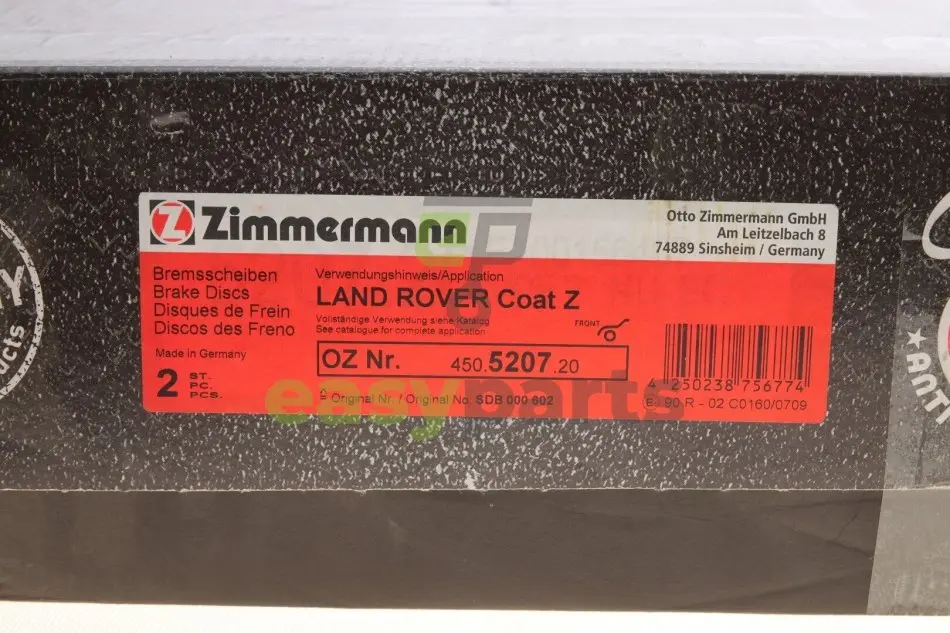 Z Zimmermann
Otto Zimmermann GmbH
Am Leitzelbach 8
74889 Sinsheim / Germany
Bremsscheiben
Brake Discs
Disques de Frein
Discos des Freno
Made in Germany
2 ST.
PC.
PCS.
Verwendungshinweis/Application
LAND ROVER Coat Z
Vollständige Verwendung siehe Katalog
See catalogue for complete application
FRONT
OZ Nr. 450.5207.20
Original Nr. / Original No. SDB 000 602
4 250238 756774
E1 90 R - 02 C0160/0709
easyparts
Y
ducts
ANT